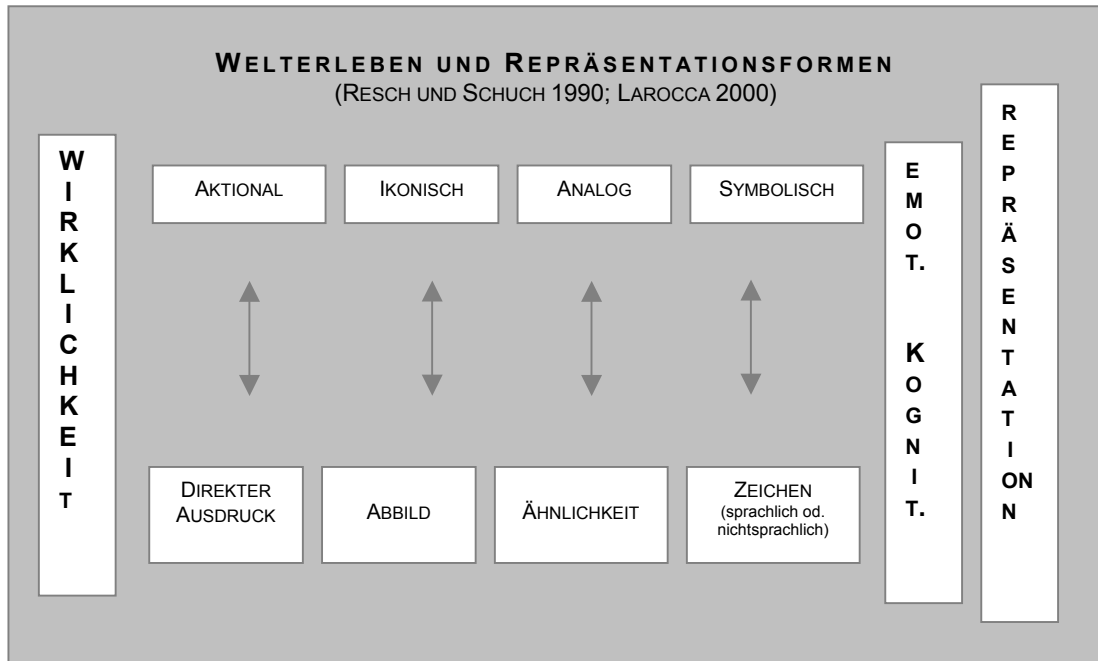 WELTERLEBEN UND REPRÄSENTATIONSFORMEN
(RESCH UND SCHUCH 1990; LAROCCA 2000)
WIRKLICHKEIT
AKTIONAL
IKONISCH
ANALOG
SYMBOLISCH
DIREKTER
AUSDRUCK
ABBILD
ÄHNLICHKEIT
ZEICHEN
(sprachlich od.
nichtsprachlich)
EMOT. KOGNIT.
REPRÄSENTATIONN